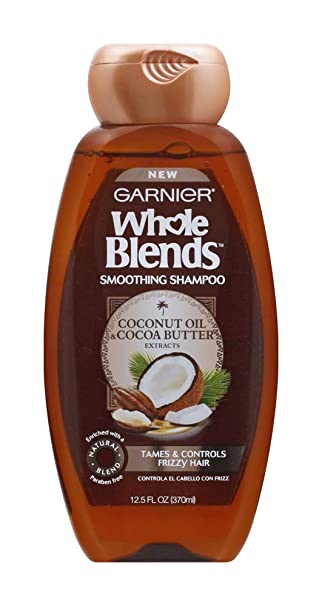 NEW
GARNIER
Whole
Blends™
SMOOTHING SHAMPOO
COCONUT OIL
& COCOA BUTTER
EXTRACTS
Enriched with a
NATURAL BLEND
Paraben free
TAMES & CONTROLS
FRIZZY HAIR
CONTROLA EL CABELLO CON FRIZZ
12.5 FL OZ (370ml)